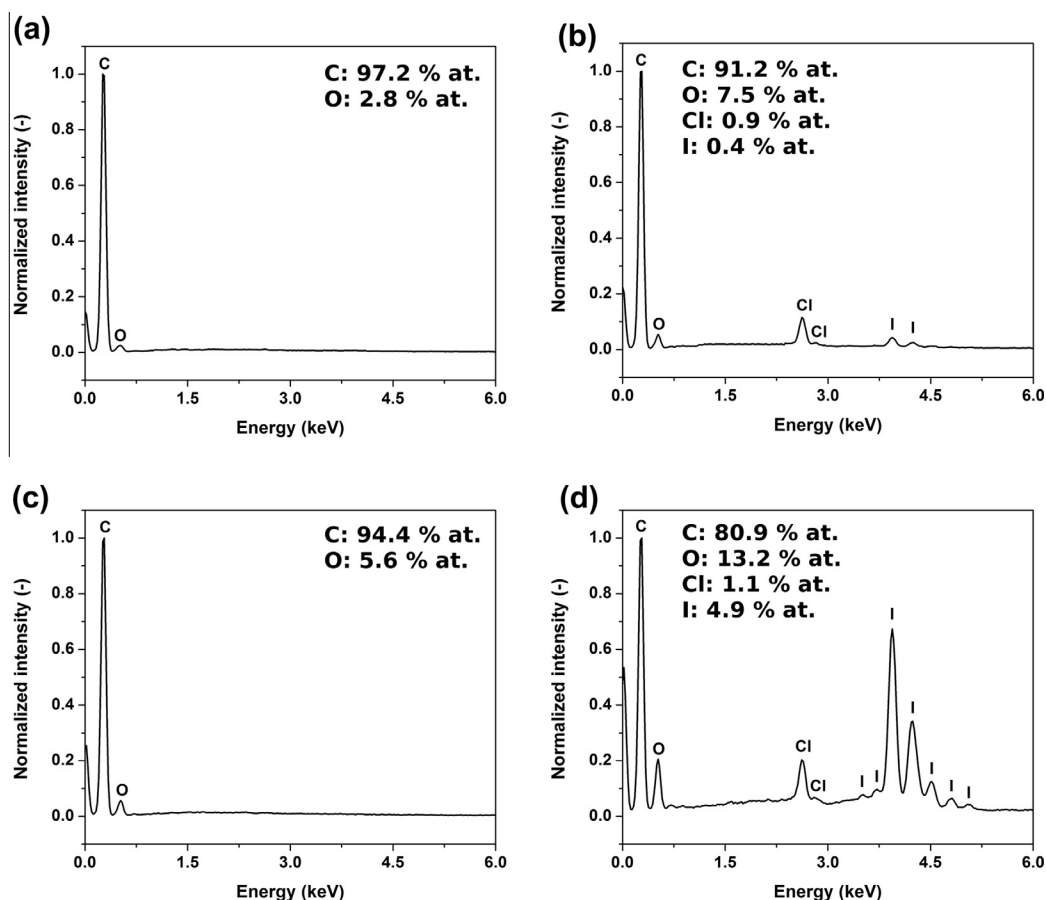 (a)
C
C: 97.2 % at.
O: 2.8 % at.
1.0
0.8
0.6
0.4
0.2
0.0
O
Normalized intensity (-)
0.0 1.5 3.0 4.5 6.0
Energy (keV)
(b)
C
C: 91.2 % at.
O: 7.5 % at.
Cl: 0.9 % at.
I: 0.4 % at.
1.0
0.8
0.6
0.4
0.2
0.0
O Cl Cl I I
Normalized intensity (-)
0.0 1.5 3.0 4.5 6.0
Energy (keV)
(c)
C
C: 94.4 % at.
O: 5.6 % at.
1.0
0.8
0.6
0.4
0.2
0.0
O
Normalized intensity (-)
0.0 1.5 3.0 4.5 6.0
Energy (keV)
(d)
C
C: 80.9 % at.
O: 13.2 % at.
Cl: 1.1 % at.
I: 4.9 % at.
1.0
0.8
0.6
0.4
0.2
0.0
O Cl Cl I I I I I I I
Normalized intensity (-)
0.0 1.5 3.0 4.5 6.0
Energy (keV)